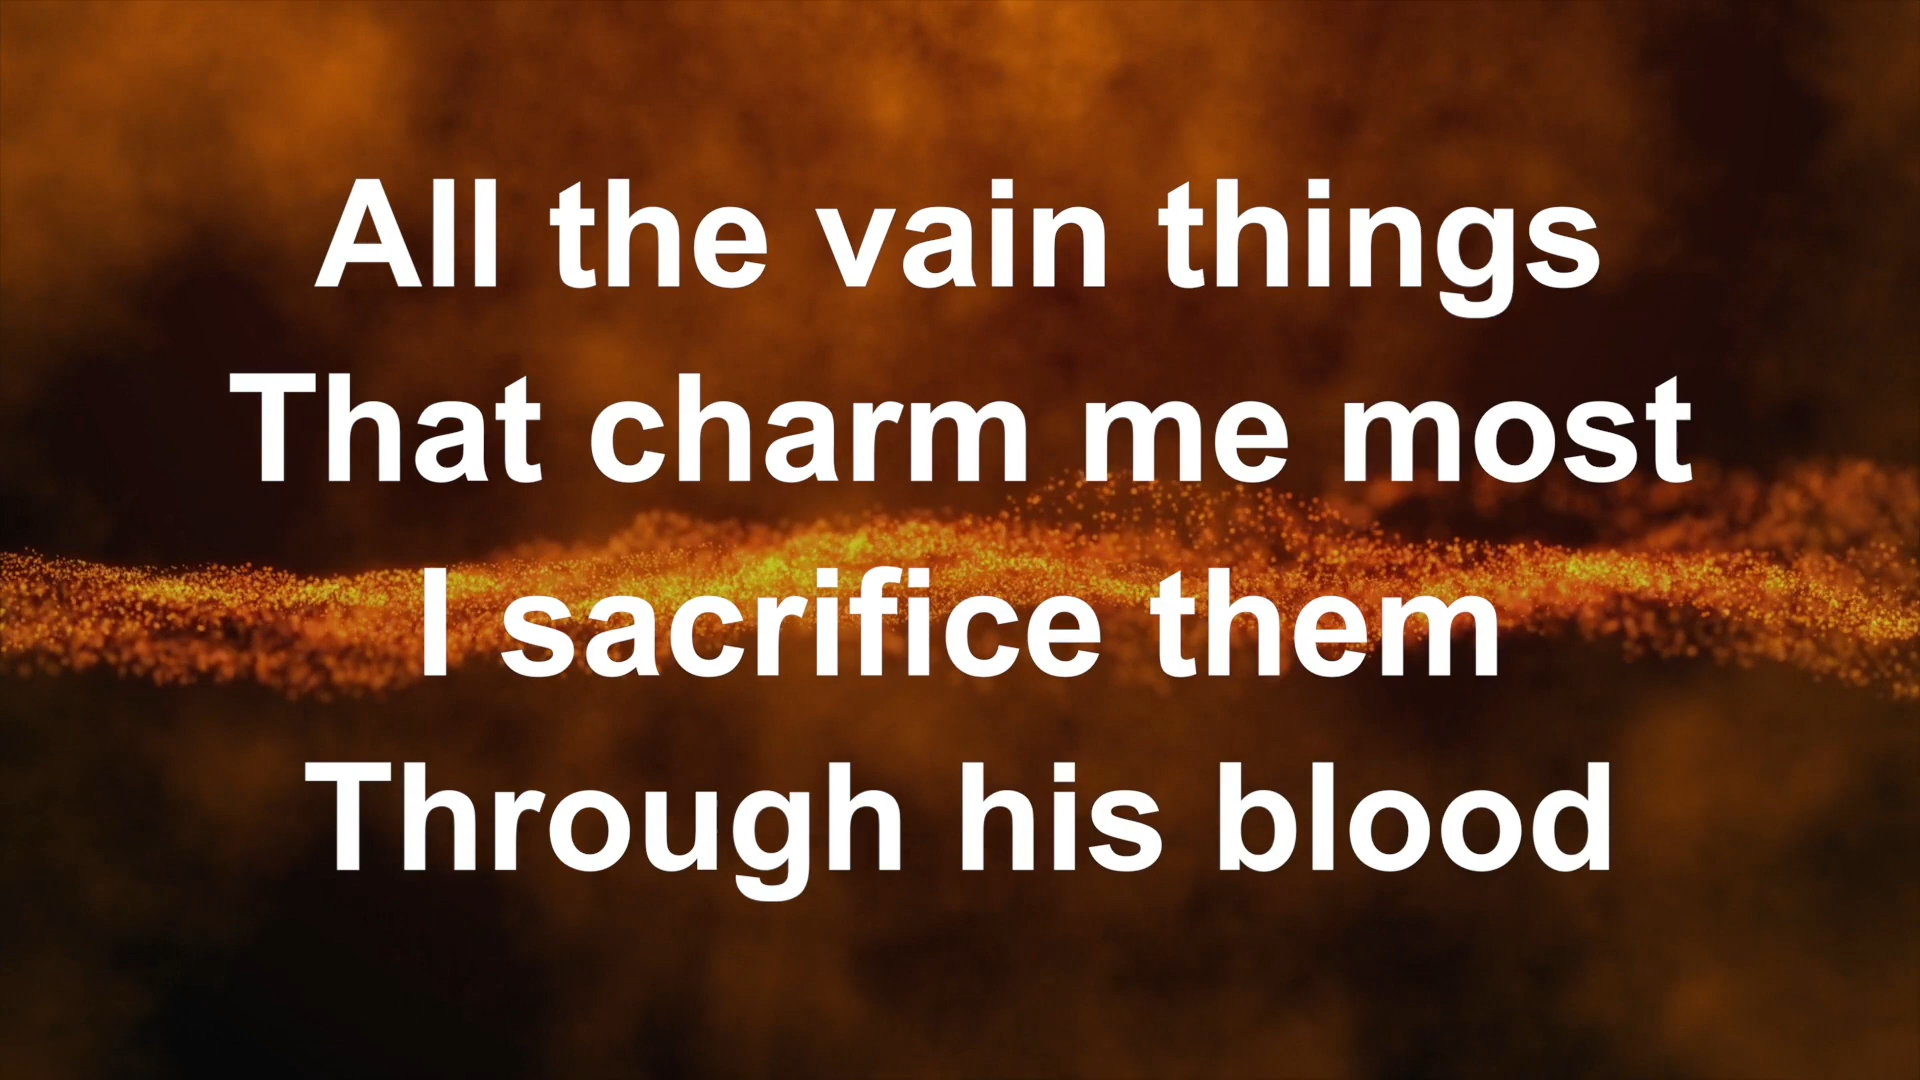 All the vain things
That charm me most
I sacrifice them
Through his blood